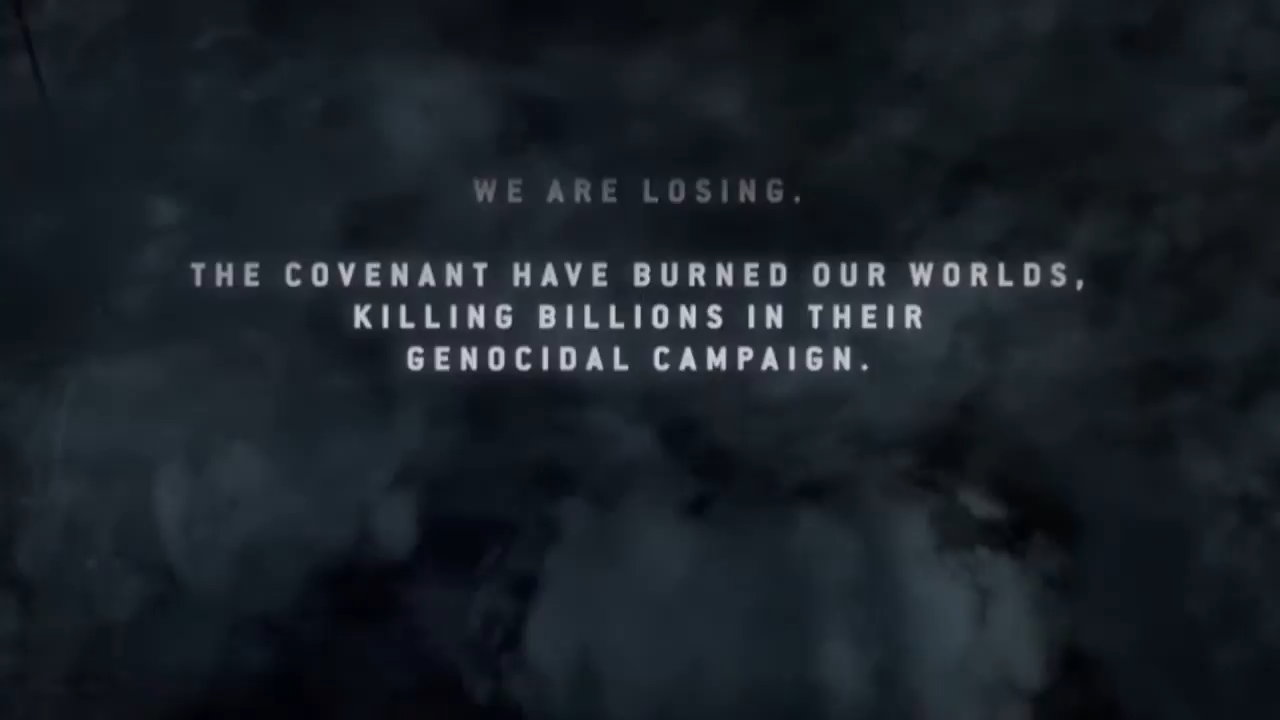 WE ARE LOSING.
THE COVENANT HAVE BURNED OUR WORLDS,
KILLING BILLIONS IN THEIR
GENOCIDAL CAMPAIGN.